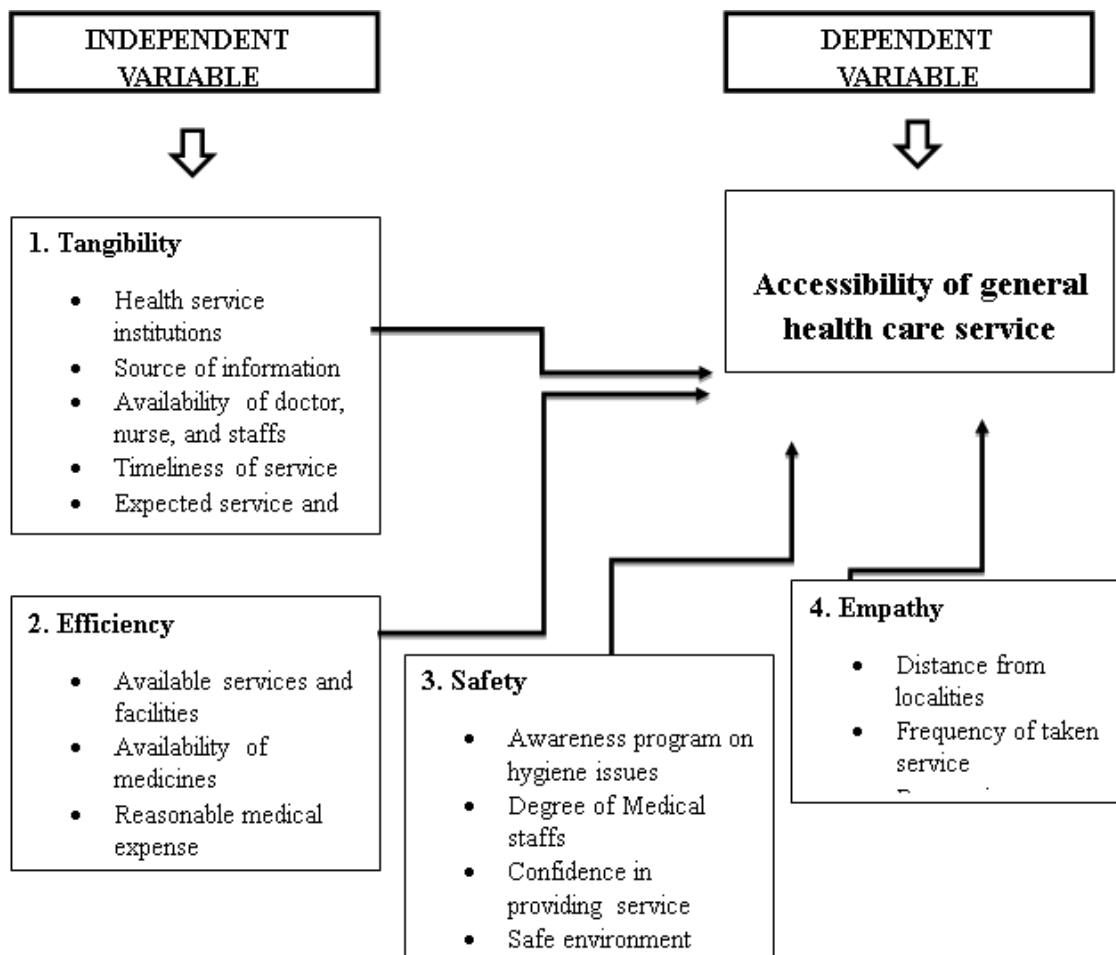 INDEPENDENT
VARIABLE
DEPENDENT
VARIABLE
1. Tangibility
• Health service
institutions
• Source of information
• Availability of doctor,
nurse, and staffs
• Timeliness of service
• Expected service and
Accessibility of general
health care service
2. Efficiency
• Available services and
facilities
• Availability of
medicines
• Reasonable medical
expense
3. Safety
• Awareness program on
hygiene issues
• Degree of Medical
staffs
• Confidence in
providing service
• Safe environment
4. Empathy
• Distance from
localities
• Frequency of taken
service